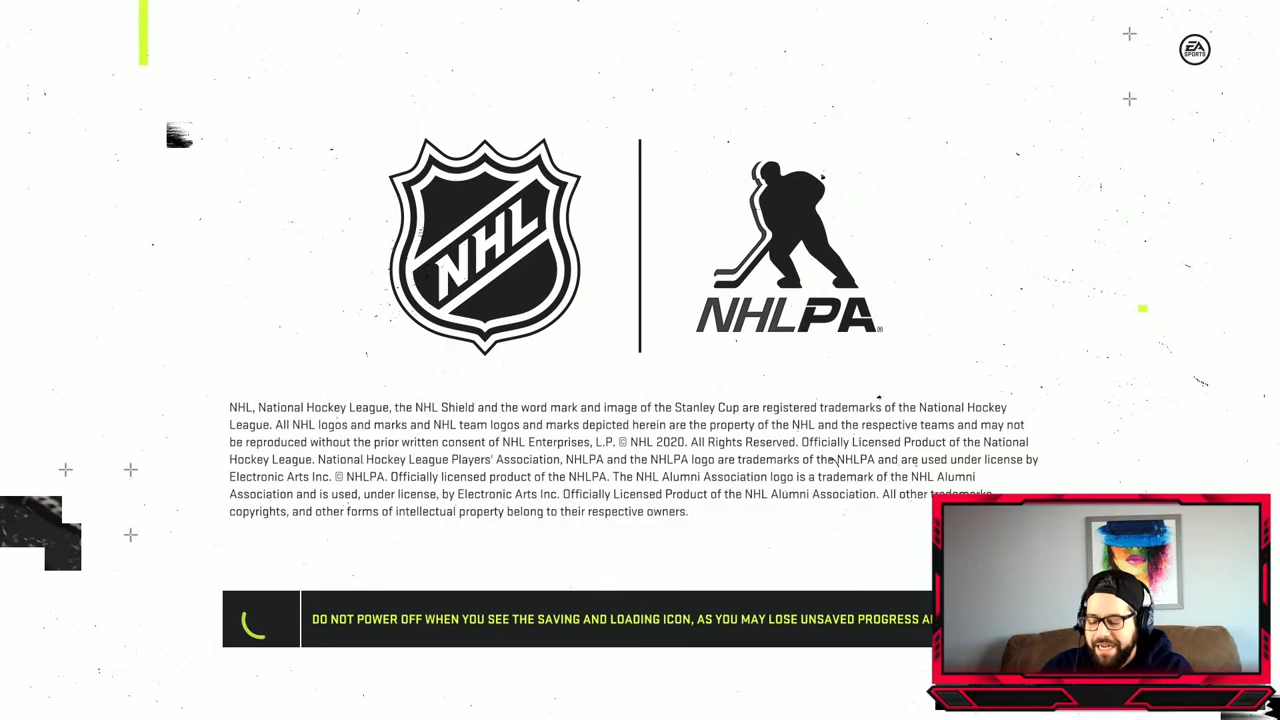 EA
SPORTS
NHL
NHLPA
NHL, National Hockey League, the NHL Shield and the word mark and image of the Stanley Cup are registered trademarks of the National Hockey
League. All NHL logos and marks and NHL team logos and marks depicted herein are the property of the NHL and the respective teams and may not
be reproduced without the prior written consent of NHL Enterprises, L.P. © NHL 2020. All Rights Reserved. Officially Licensed Product of the National
Hockey League. National Hockey League Players' Association, NHLPA and the NHLPA logo are trademarks of the NHLPA and are used under license by
Electronic Arts Inc. © NHLPA. Officially licensed product of the NHLPA. The NHL Alumni Association logo is a trademark of the NHL Alumni
Association and is used, under license, by Electronic Arts Inc. Officially Licensed Product of the NHL Alumni Association. All other trademarks,
copyrights, and other forms of intellectual property belong to their respective owners.
DO NOT POWER OFF WHEN YOU SEE THE SAVING AND LOADING ICON, AS YOU MAY LOSE UNSAVED PROGRESS